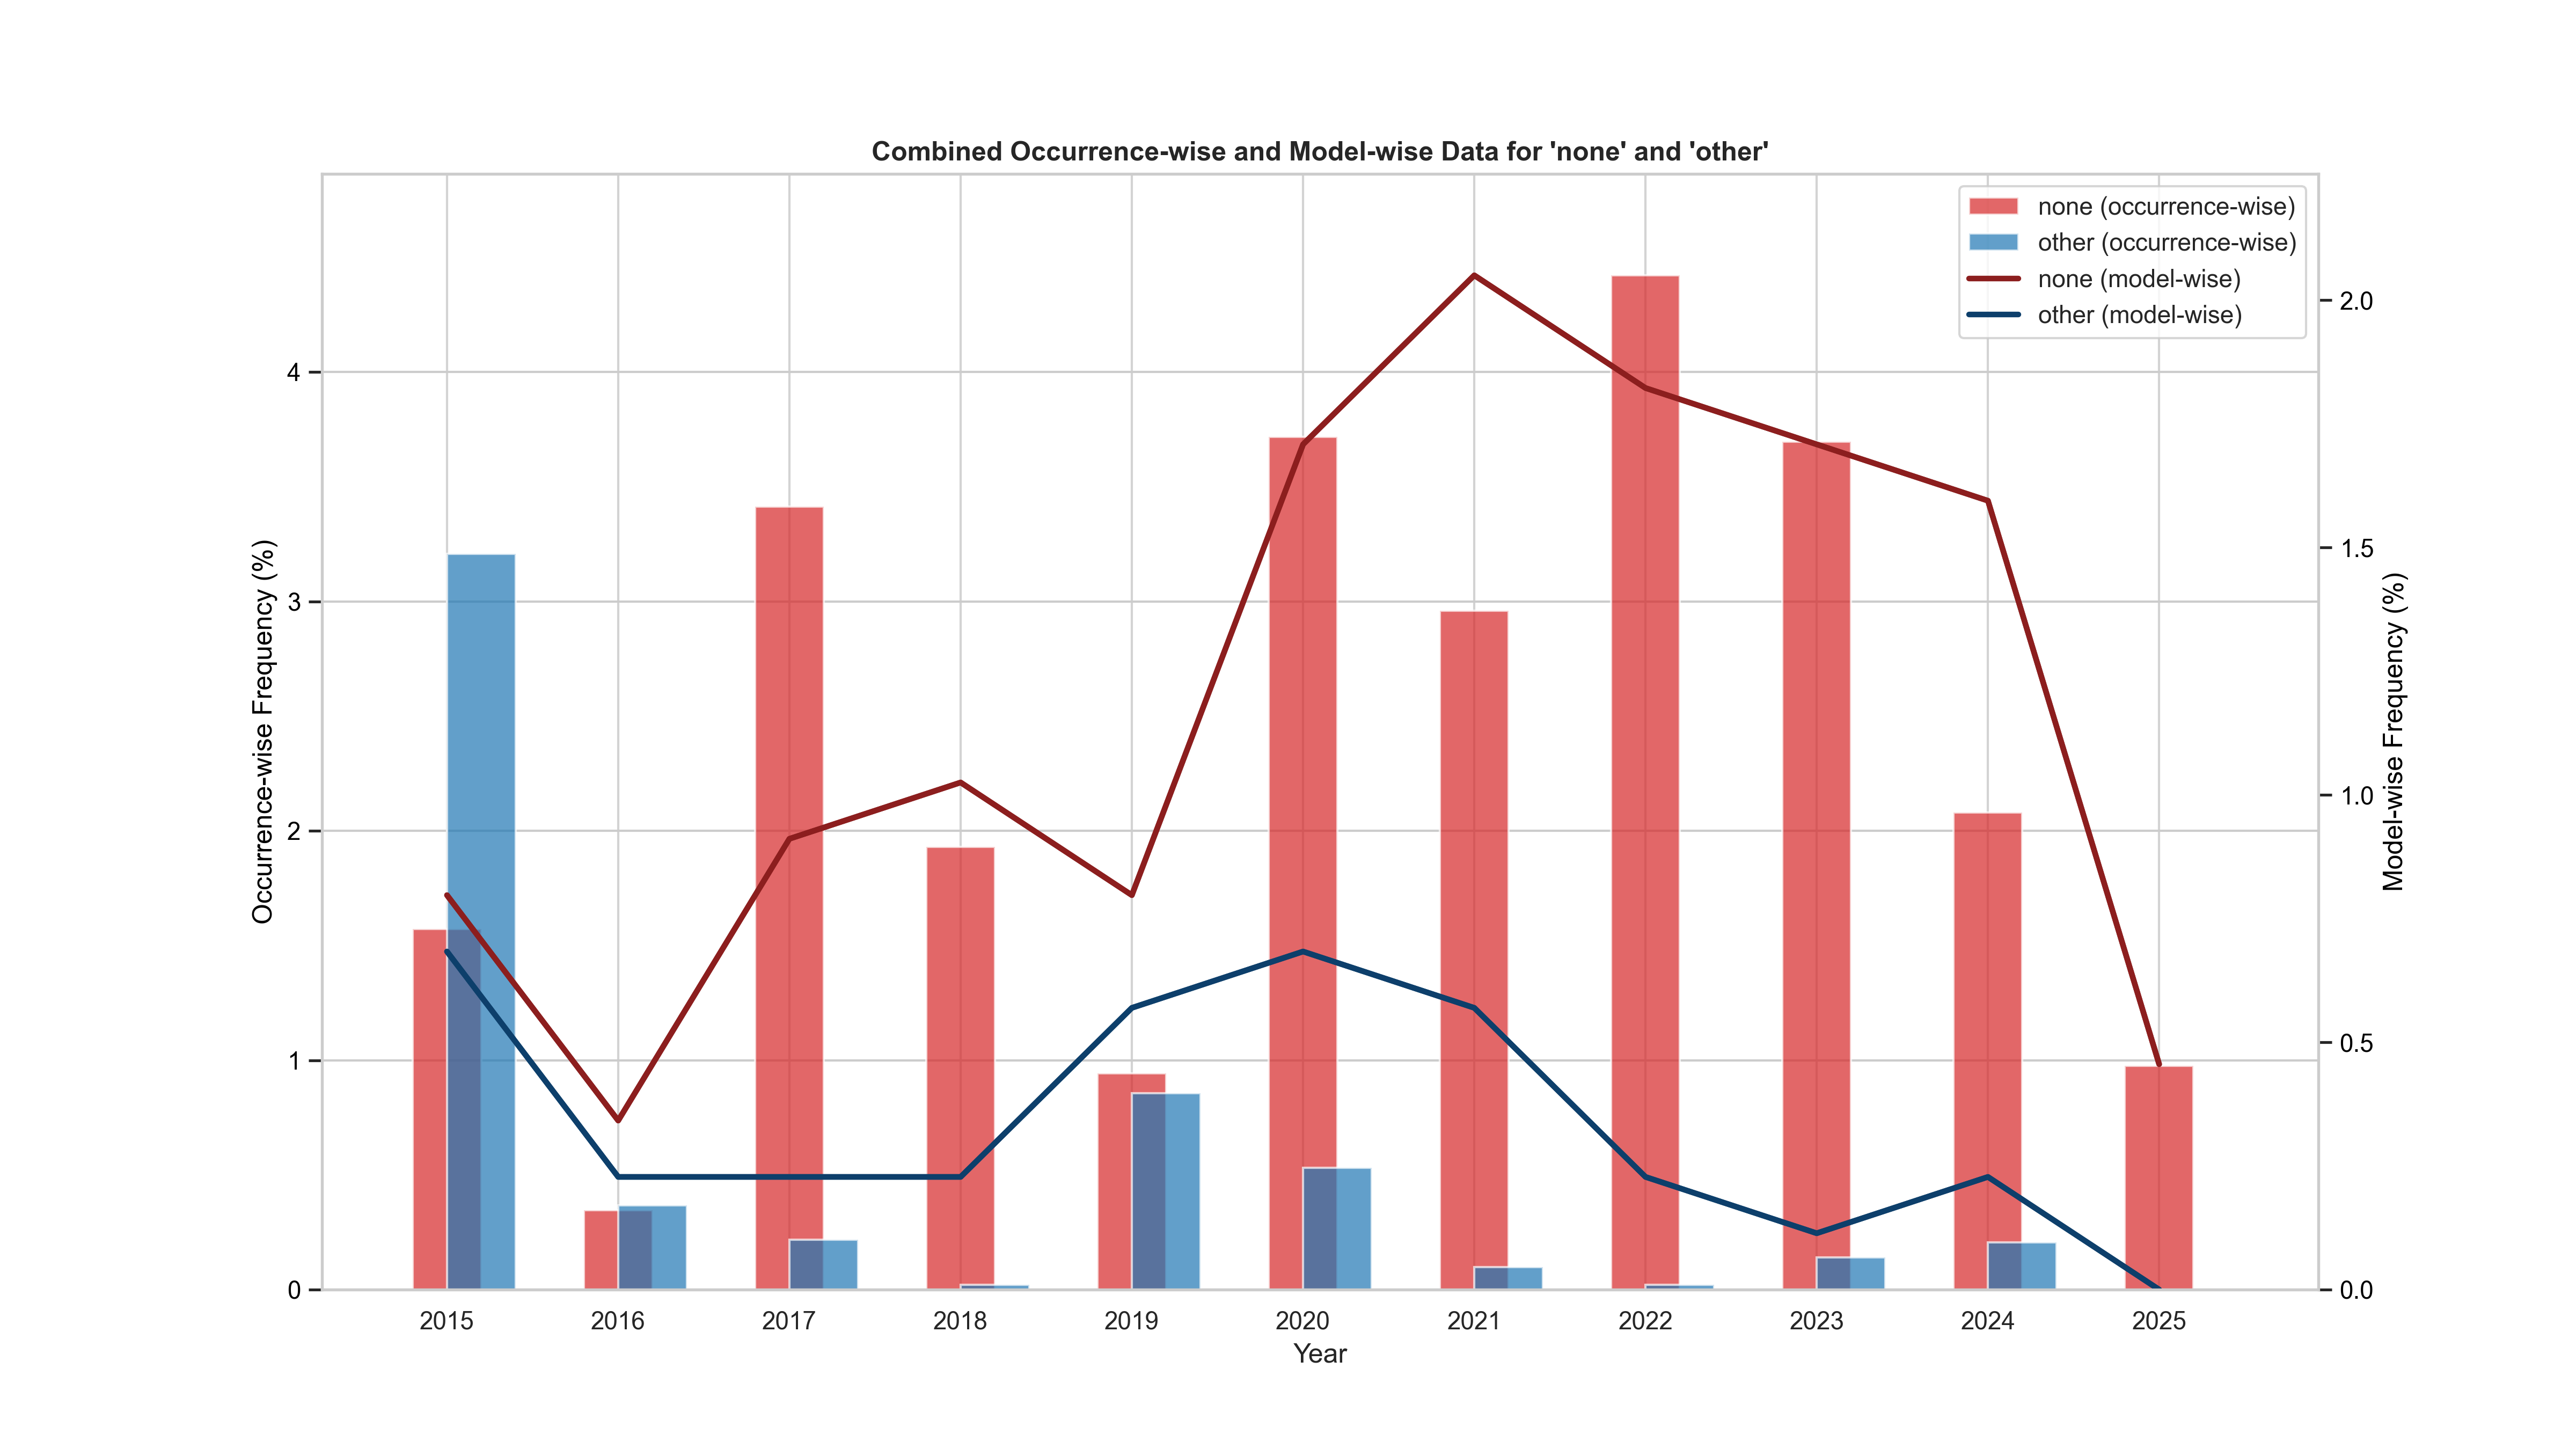 Combined Occurrence-wise and Model-wise Data for 'none' and 'other'
none (occurrence-wise)
other (occurrence-wise)
none (model-wise)
other (model-wise)
Occurrence-wise Frequency (%)
4
3
2
1
0
Model-wise Frequency (%)
2.0
1.5
1.0
0.5
0.0
2015 2016 2017 2018 2019 2020 2021 2022 2023 2024 2025
Year